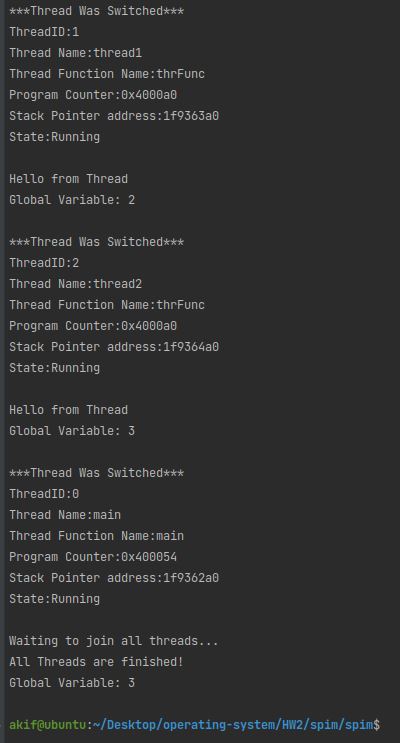 ***Thread Was Switched***
ThreadID:1
Thread Name:thread1
Thread Function Name:thrFunc
Program Counter:0x4000a0
Stack Pointer address:1f9363a0
State:Running
Hello from Thread
Global Variable: 2
***Thread Was Switched***
ThreadID:2
Thread Name:thread2
Thread Function Name:thrFunc
Program Counter:0x4000a0
Stack Pointer address:1f9364a0
State:Running
Hello from Thread
Global Variable: 3
***Thread Was Switched***
ThreadID:0
Thread Name:main
Thread Function Name:main
Program Counter:0x400054
Stack Pointer address:1f9362a0
State:Running
Waiting to join all threads...
All Threads are finished!
Global Variable: 3
akif@ubuntu:~/Desktop/operating-system/HW2/spim/spim$